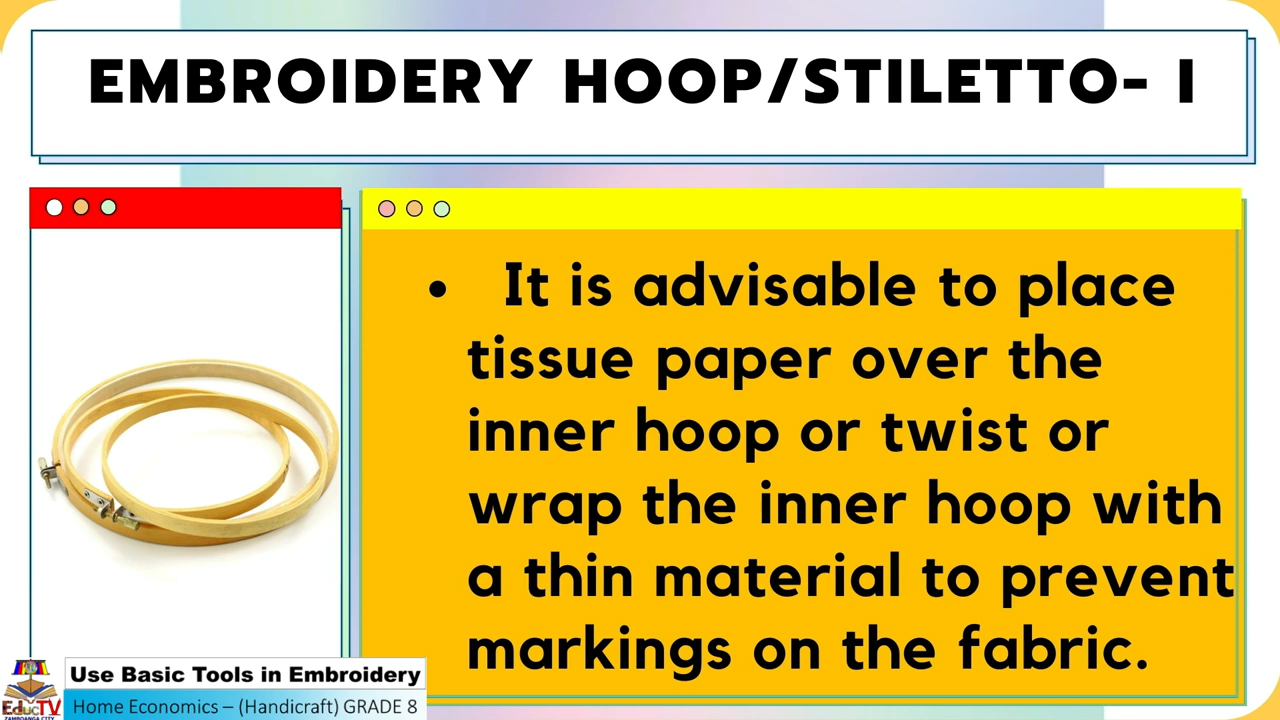 EMBROIDERY HOOP/STILETTO- I
• It is advisable to place
tissue paper over the
inner hoop or twist or
wrap the inner hoop with
a thin material to prevent
markings on the fabric.
Use Basic Tools in Embroidery
Home Economics – (Handicraft) GRADE 8
EducTV
ZAMBOANGA CITY